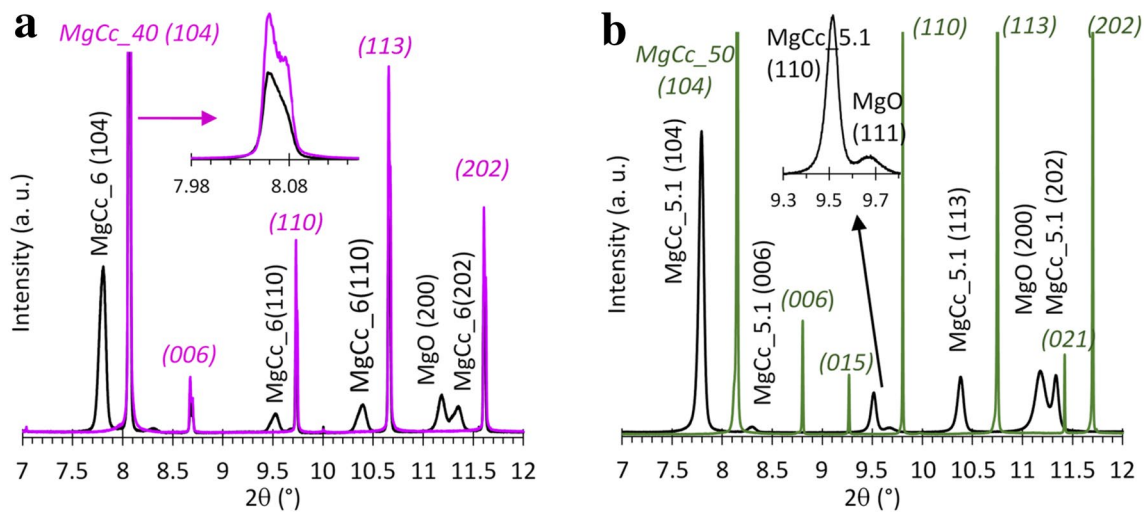 a
MgCc_40 (104)
(113)
MgCc_6 (104)
7.98
8.08
(202)
(110)
(006)
MgCc_6(110)
MgCc_6(110)
MgO (200)
MgCc_6(202)
Intensity (a. u.)
7
7.5
8
8.5
9
9.5
10
10.5
11
11.5
12
2θ (°)
b
MgCc_50
(104)
MgCc_5.1
(110)
MgO
(111)
9.3
9.5
9.7
(110)
(113)
(202)
MgCc_5.1 (104)
MgCc_5.1 (006)
(006)
(015)
MgCc_5.1 (113)
MgO (200)
MgCc_5.1 (202)
(021)
Intensity (a. u.)
7
7.5
8
8.5
9
9.5
10
10.5
11
11.5
12
2θ (°)